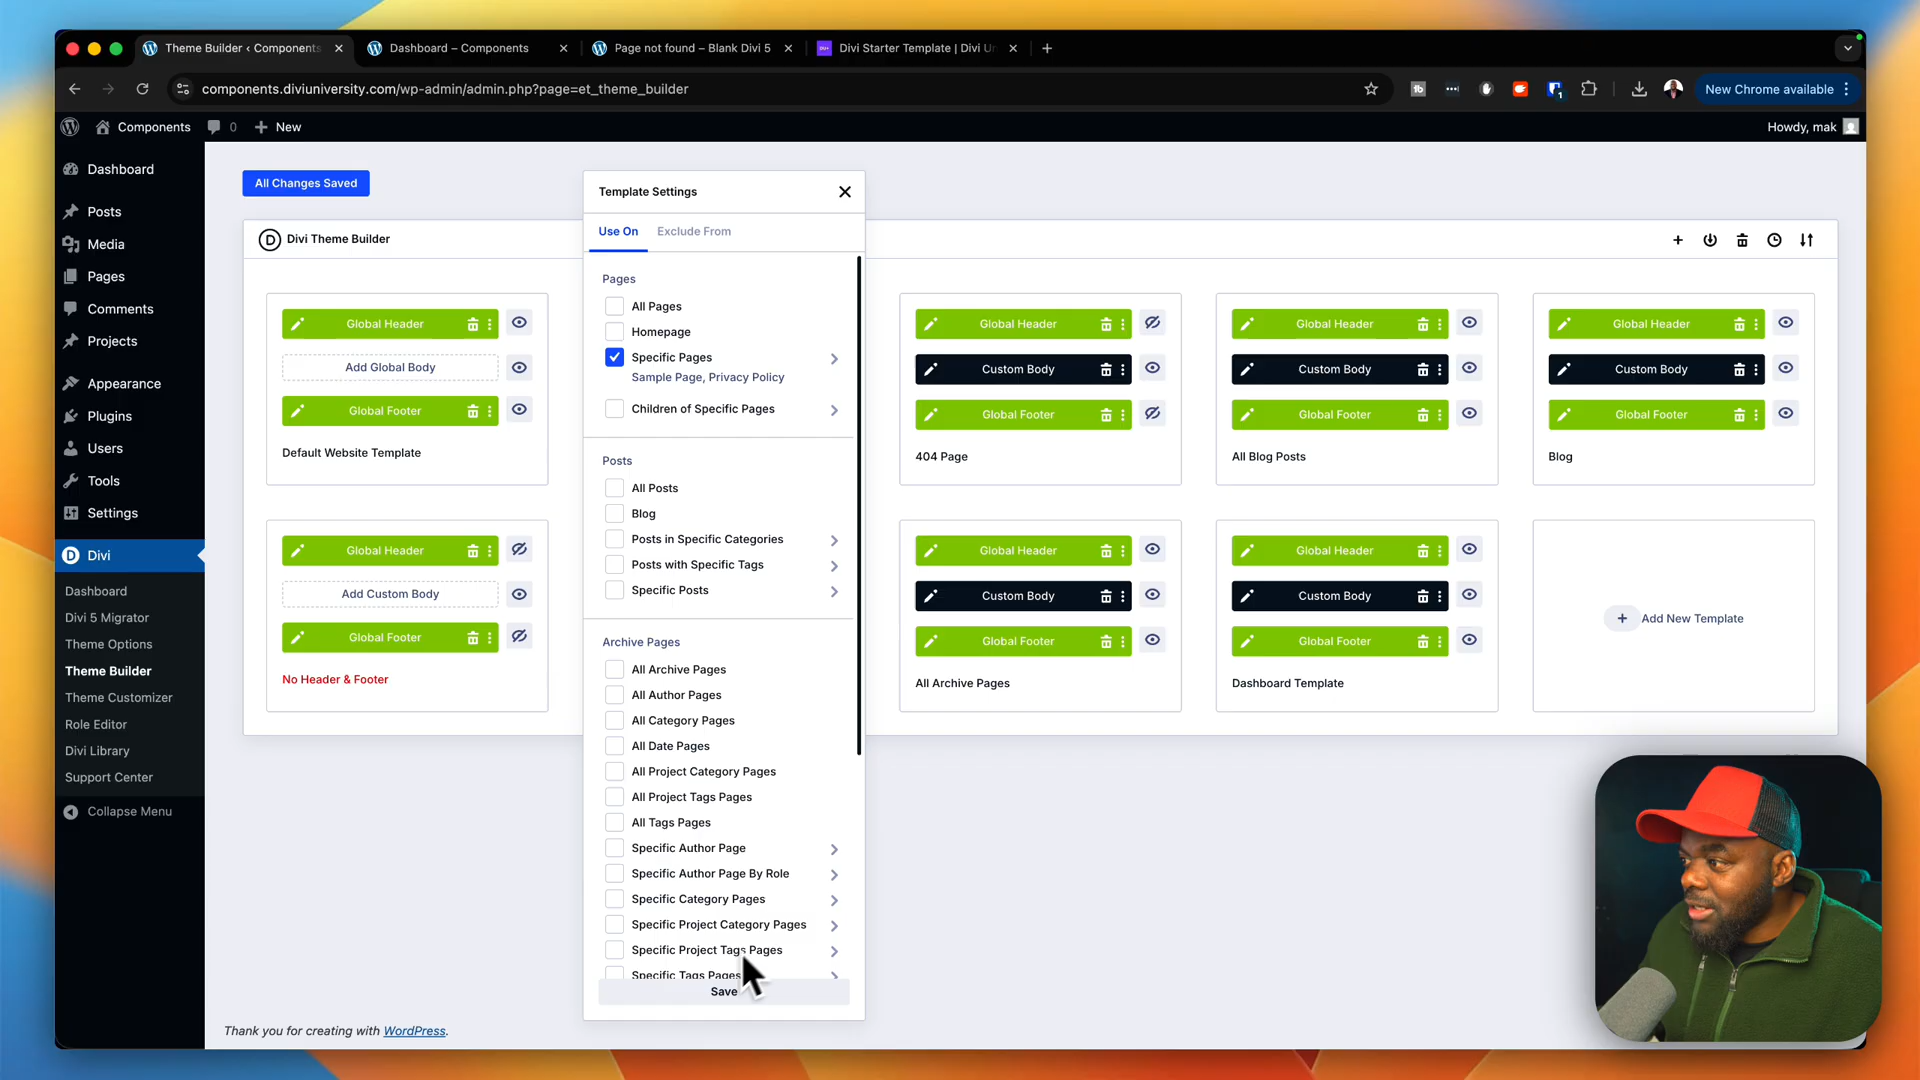 Theme Builder ‹ Components
Dashboard – Components
Page not found – Blank Divi 5
Divi Starter Template | Divi Un
components.diviuniversity.com/wp-admin/admin.php?page=et_theme_builder
New Chrome available
Components
0
New
Howdy, mak
Dashboard
Posts
Media
Pages
Comments
Projects
Appearance
Plugins
Users
Tools
Settings
Divi
Dashboard
Divi 5 Migrator
Theme Options
Theme Builder
Theme Customizer
Role Editor
Divi Library
Support Center
Collapse Menu
All Changes Saved
D
Divi Theme Builder
Global Header
Add Global Body
Global Footer
Default Website Template
Global Header
Add Custom Body
Global Footer
No Header & Footer
Template Settings
Use On
Exclude From
Pages
All Pages
Homepage
Specific Pages
Sample Page, Privacy Policy
Children of Specific Pages
Posts
All Posts
Blog
Posts in Specific Categories
Posts with Specific Tags
Specific Posts
Archive Pages
All Archive Pages
All Author Pages
All Category Pages
All Date Pages
All Project Category Pages
All Project Tags Pages
All Tags Pages
Specific Author Page
Specific Author Page By Role
Specific Category Pages
Specific Project Category Pages
Specific Project Tags Pages
Specific Tags Pages
Save
Global Header
Custom Body
Global Footer
404 Page
Global Header
Custom Body
Global Footer
All Blog Posts
Global Header
Custom Body
Global Footer
Blog
Global Header
Custom Body
Global Footer
All Archive Pages
Global Header
Custom Body
Global Footer
Dashboard Template
Add New Template
Thank you for creating with WordPress.